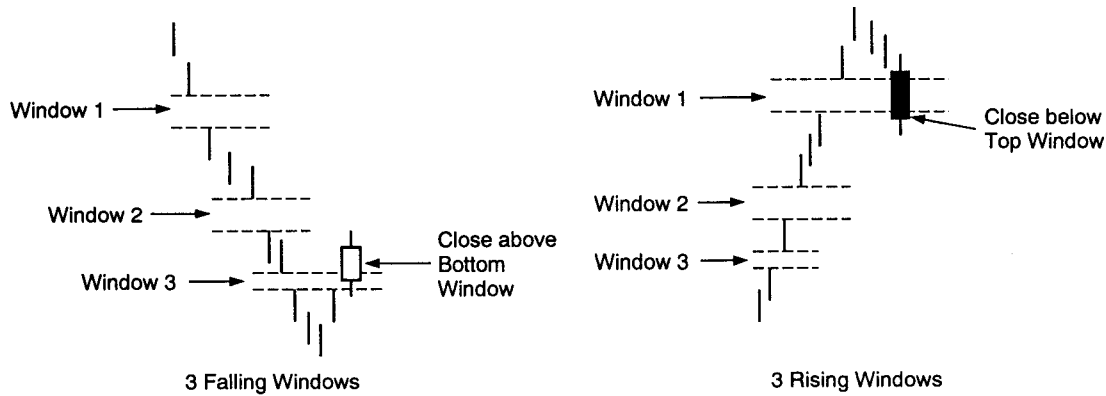 Window 1
Window 2
Window 3
Close above
Bottom
Window
3 Falling Windows
Window 1
Close below
Top Window
Window 2
Window 3
3 Rising Windows